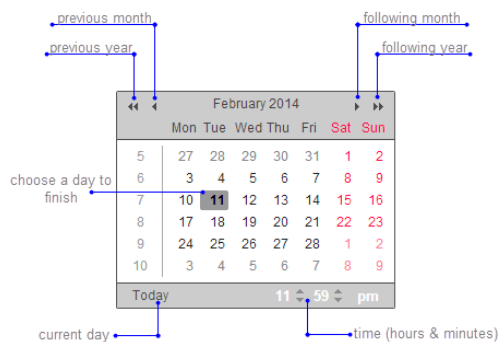 previous month
following month
previous year
following year
February 2014
Mon Tue Wed Thu Fri Sat Sun
5 27 28 29 30 31 1 2
6 3 4 5 6 7 8 9
choose a day to
finish
7 10 11 12 13 14 15 16
8 17 18 19 20 21 22 23
9 24 25 26 27 28 1 2
10 3 4 5 6 7 8 9
Today 11 59 pm
current day
time (hours & minutes)